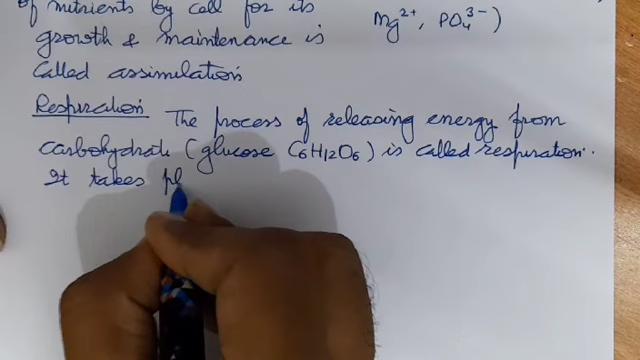 of nutrients by cell for its
growth & maintenance is
called assimilation
Mg²⁺, PO₄³⁻)
Respiration The process of releasing energy from
carbohydrate (glucose C₆H₁₂O₆) is called respiration.
It takes pl